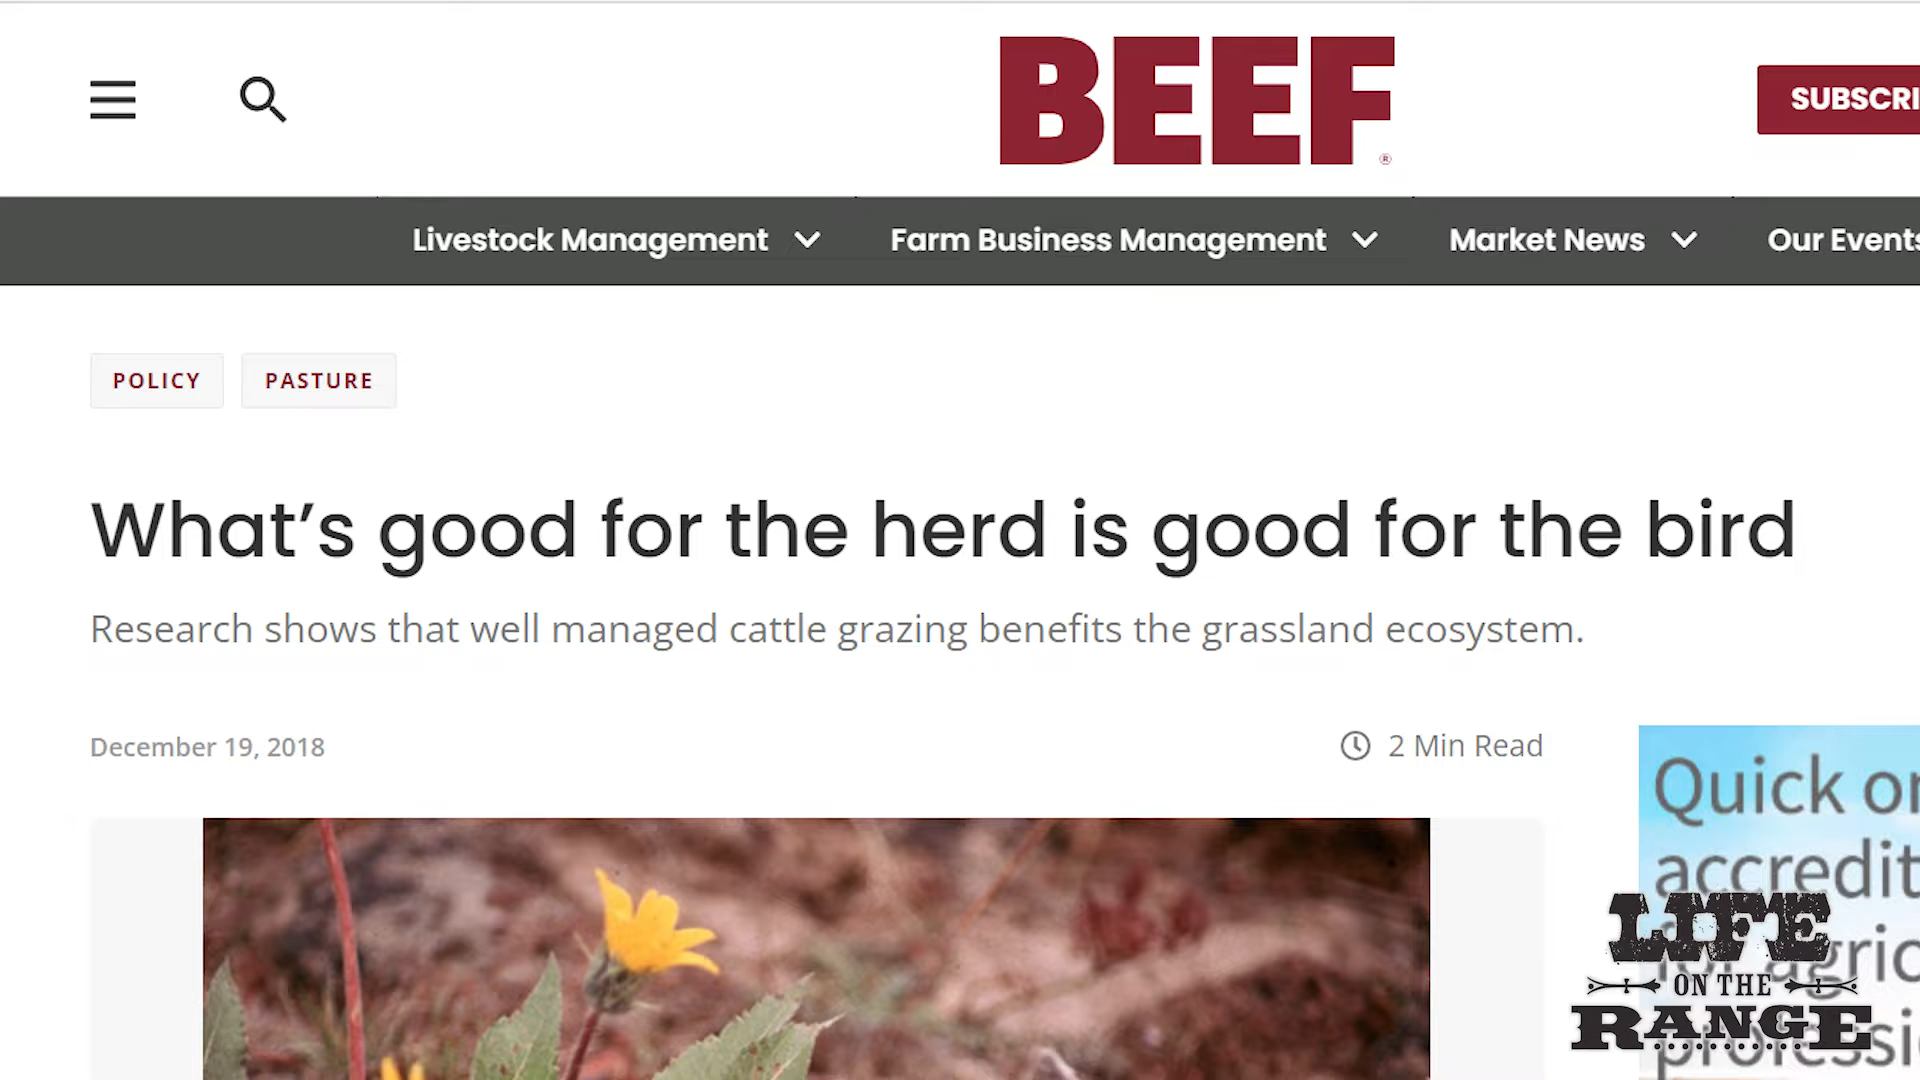 BEEF
®
SUBSCRI
Livestock Management
Farm Business Management
Market News
Our Events
POLICY
PASTURE
What's good for the herd is good for the bird
Research shows that well managed cattle grazing benefits the grassland ecosystem.
December 19, 2018
2 Min Read
Quick or
accredit
agric
professi
LIFE
ON THE
RANGE